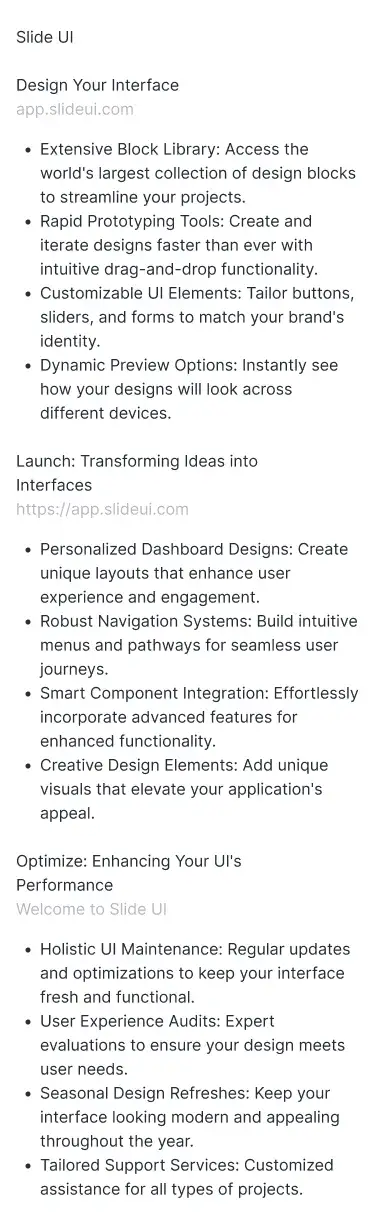 Slide UI
Design Your Interface
app.slideui.com
• Extensive Block Library: Access the
world's largest collection of design blocks
to streamline your projects.
• Rapid Prototyping Tools: Create and
iterate designs faster than ever with
intuitive drag-and-drop functionality.
• Customizable UI Elements: Tailor buttons,
sliders, and forms to match your brand's
identity.
• Dynamic Preview Options: Instantly see
how your designs will look across
different devices.
Launch: Transforming Ideas into
Interfaces
https://app.slideui.com
• Personalized Dashboard Designs: Create
unique layouts that enhance user
experience and engagement.
• Robust Navigation Systems: Build intuitive
menus and pathways for seamless user
journeys.
• Smart Component Integration: Effortlessly
incorporate advanced features for
enhanced functionality.
• Creative Design Elements: Add unique
visuals that elevate your application's
appeal.
Optimize: Enhancing Your UI's
Performance
Welcome to Slide UI
• Holistic UI Maintenance: Regular updates
and optimizations to keep your interface
fresh and functional.
• User Experience Audits: Expert
evaluations to ensure your design meets
user needs.
• Seasonal Design Refreshes: Keep your
interface looking modern and appealing
throughout the year.
• Tailored Support Services: Customized
assistance for all types of projects.